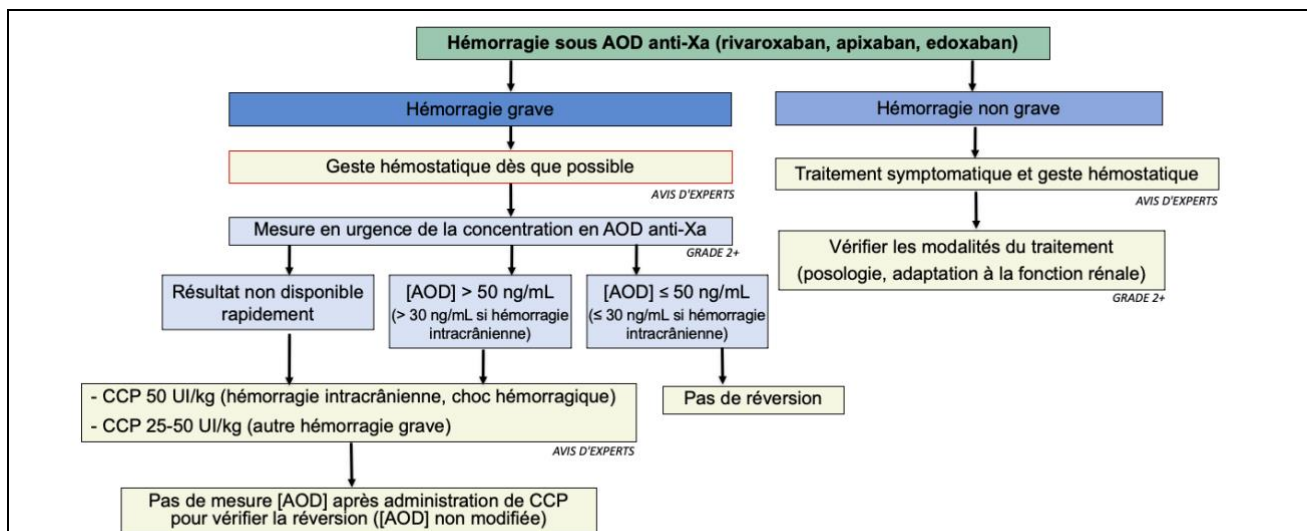 Hémorragie sous AOD anti-Xa (rivaroxaban, apixaban, edoxaban)
Hémorragie grave
Hémorragie non grave
Geste hémostatique dès que possible
AVIS D'EXPERTS
Traitement symptomatique et geste hémostatique
AVIS D'EXPERTS
Mesure en urgence de la concentration en AOD anti-Xa
GRADE 2+
Vérifier les modalités du traitement
(posologie, adaptation à la fonction rénale)
GRADE 2+
Résultat non disponible
rapidement
[AOD] > 50 ng/mL
(> 30 ng/mL si hémorragie
intracrânienne)
[AOD] ≤ 50 ng/mL
(≤ 30 ng/mL si hémorragie
intracrânienne)
- CCP 50 UI/kg (hémorragie intracrânienne, choc hémorragique)
- CCP 25-50 UI/kg (autre hémorragie grave)
AVIS D'EXPERTS
Pas de réversion
Pas de mesure [AOD] après administration de CCP
pour vérifier la réversion ([AOD] non modifiée)